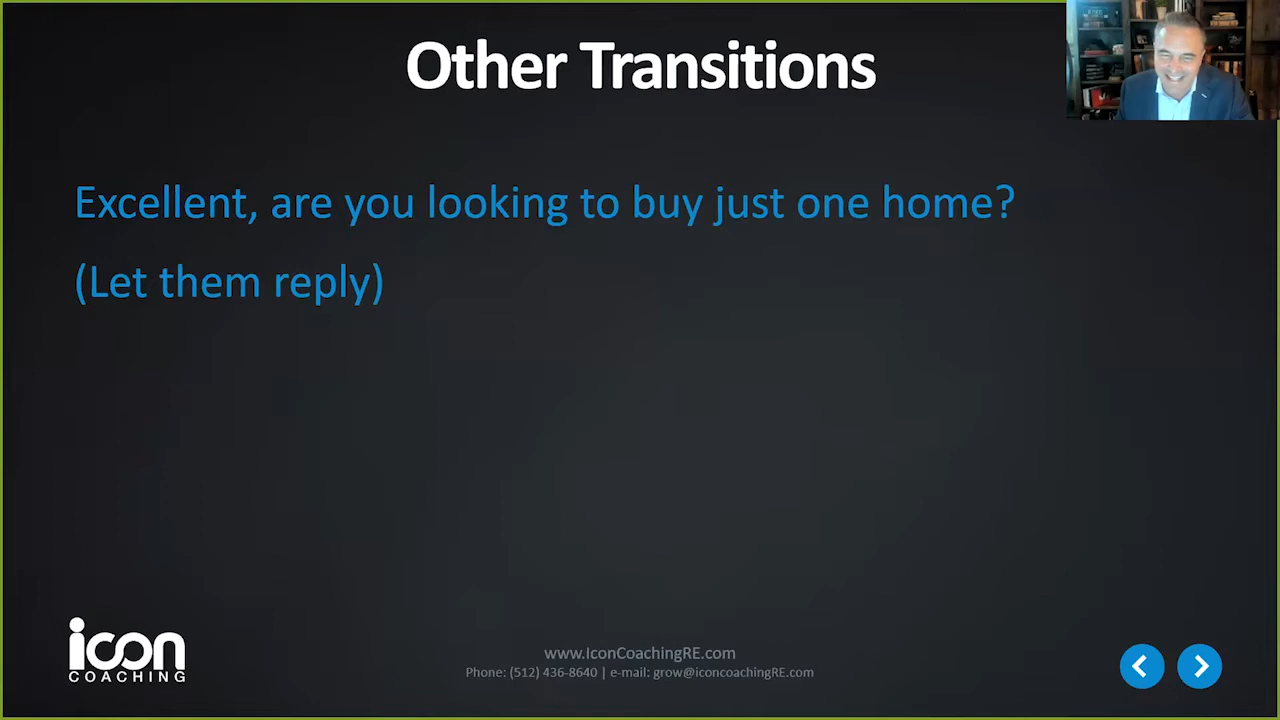 Other Transitions
Excellent, are you looking to buy just one home?
(Let them reply)
icon
COACHING
www.IconCoachingRE.com
Phone: (512) 436-8640 | e-mail: grow@iconcoachingRE.com